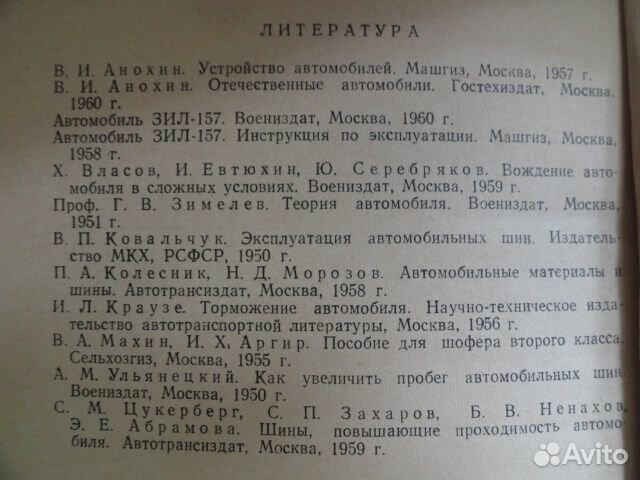 ЛИТЕРАТУРА
В. И. Анохин. Устройство автомобилей. Машгиз, Москва, 1957 г.
В. И. Анохин. Отечественные автомобили. Гостехиздат, Москва,
1960 г.
Автомобиль ЗИЛ-157. Воениздат, Москва, 1960 г.
Автомобиль ЗИЛ-157. Инструкция по эксплуатации. Машгиз, Москва,
1958 г.
Х. Власов, И. Евтюхин, Ю. Серебряков. Вождение авто-
мобиля в сложных условиях. Воениздат, Москва, 1959 г.
Проф. Г. В. Зимелев. Теория автомобиля. Воениздат, Москва,
1951 г.
В. П. Ковальчук. Эксплуатация автомобильных шин. Издатель-
ство МКХ, РСФСР, 1950 г.
П. А. Колесник, Н. Д. Морозов. Автомобильные материалы и
шины. Автотрансиздат, Москва, 1958 г.
И. Л. Краузе. Торможение автомобиля. Научно-техническое изда-
тельство автотранспортной литературы, Москва, 1956 г.
В. А. Махин, И. Х. Аргир. Пособие для шофера второго класса.
Сельхозгиз, Москва, 1955 г.
А. М. Ульянецкий. Как увеличить пробег автомобильных шин.
Воениздат, Москва, 1950 г.
С. М. Цукерберг, С. П. Захаров, Б. В. Ненахов,
Э. Е. Абрамова. Шины, повышающие проходимость автомо-
биля. Автотрансиздат, Москва, 1959 г.
Avito